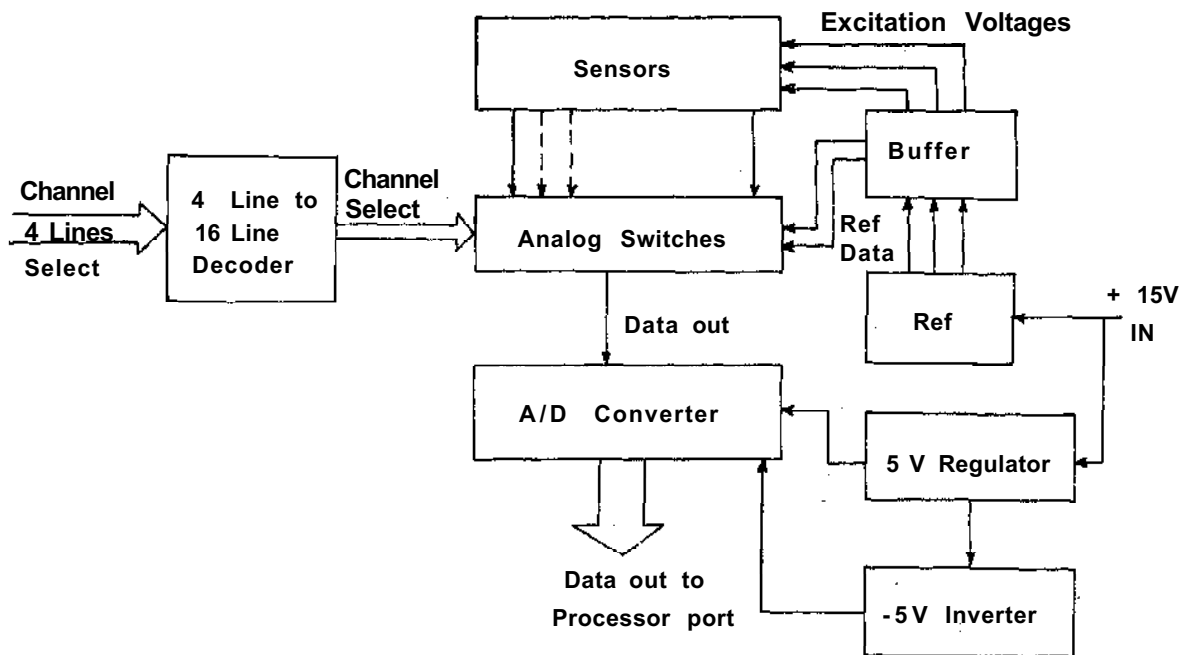 Excitation Voltages
Sensors
Buffer
Channel
4 Lines
Select
4 Line to
16 Line
Decoder
Channel
Select
Analog Switches
Ref
Data
Ref
+ 15V
IN
Data out
A/D Converter
5 V Regulator
Data out to
Processor port
-5V Inverter